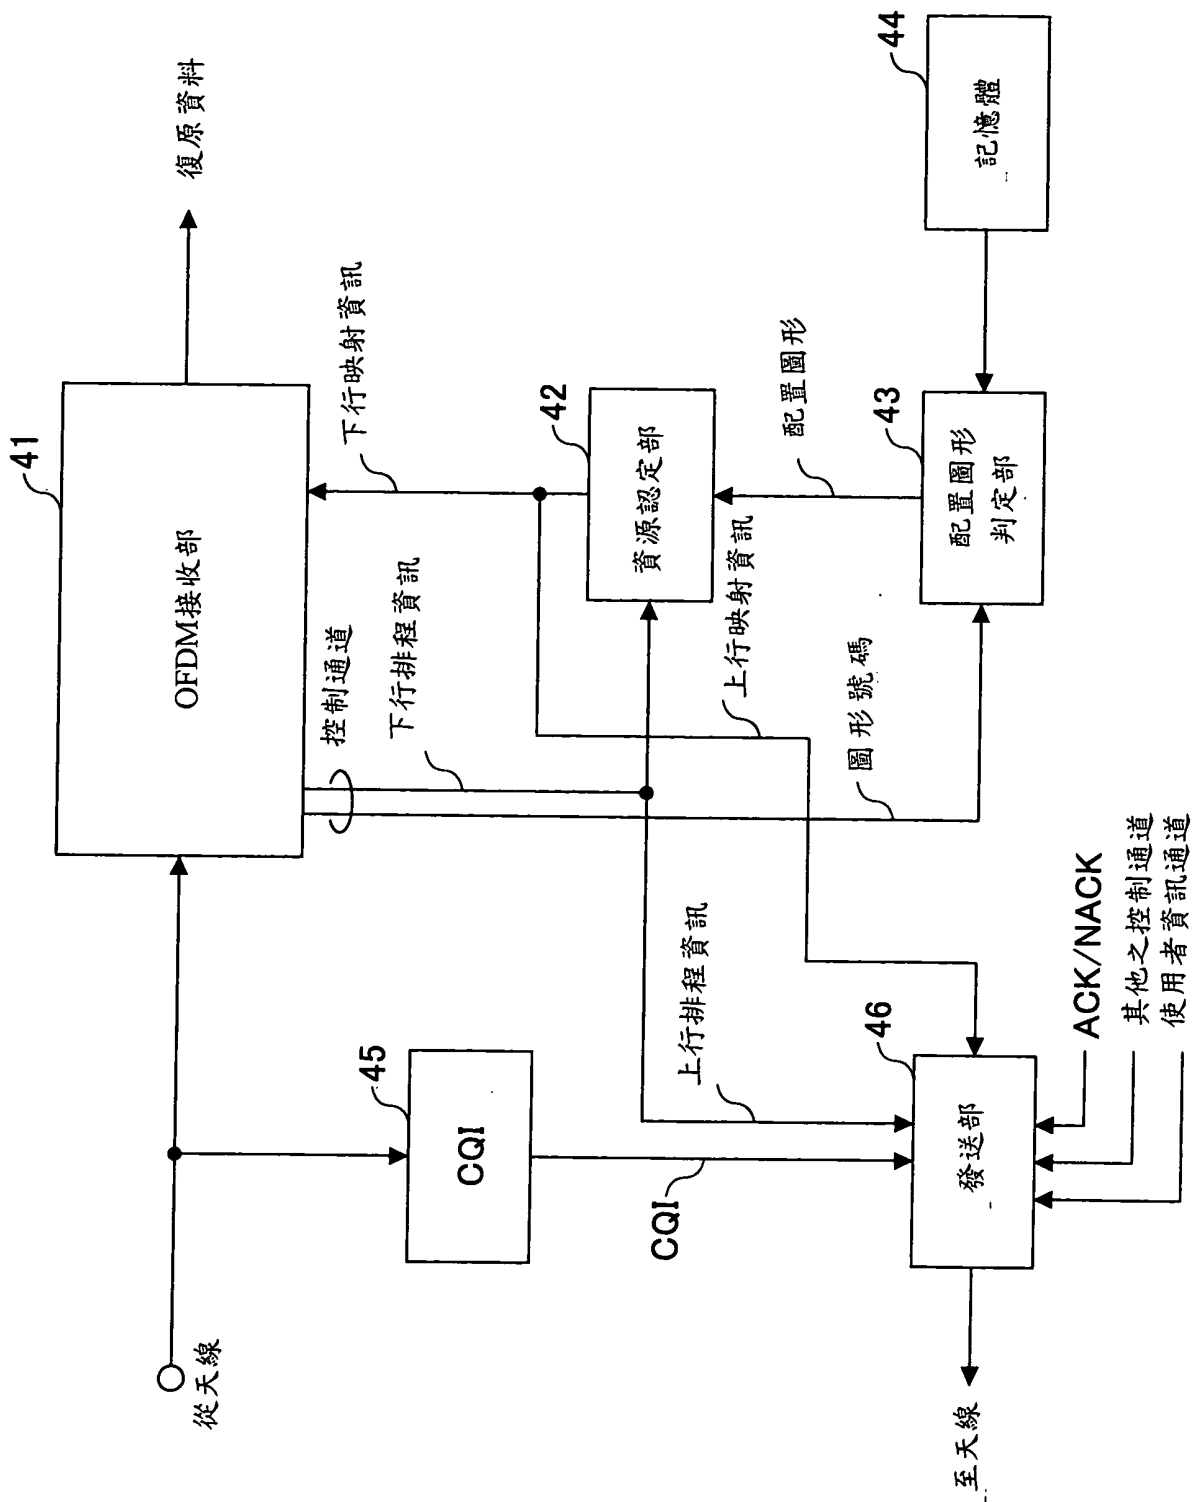 從天線
41
OFDM接收部
復原資料
控制通道
下行排程資訊
下行映射資訊
45
CQI
CQI
上行排程資訊
42
資源認定部
上行映射資訊
配置圖形
圖形號碼
43
配置圖形
判定部
44
記憶體
46
發送部
至天線
ACK/NACK
其他之控制通道
使用者資訊通道